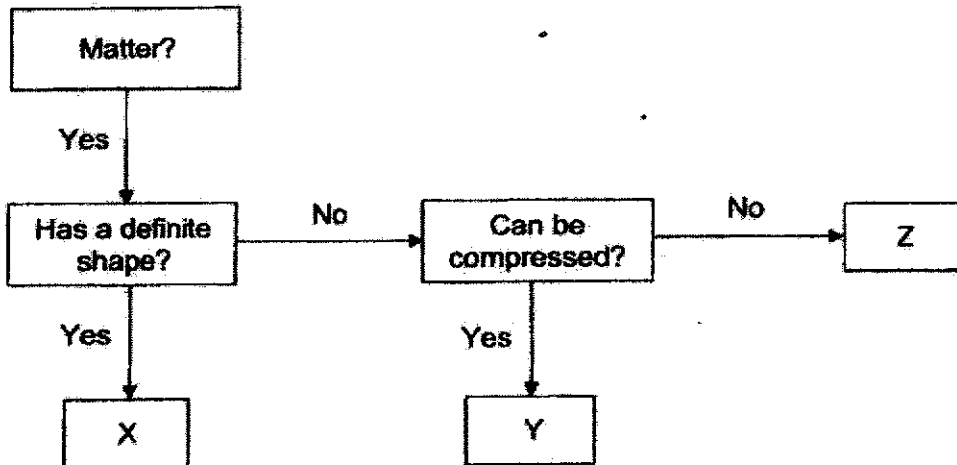 Matter?
Yes
Has a definite
shape?
No
Can be
compressed?
No
Z
Yes
Yes
X
Y